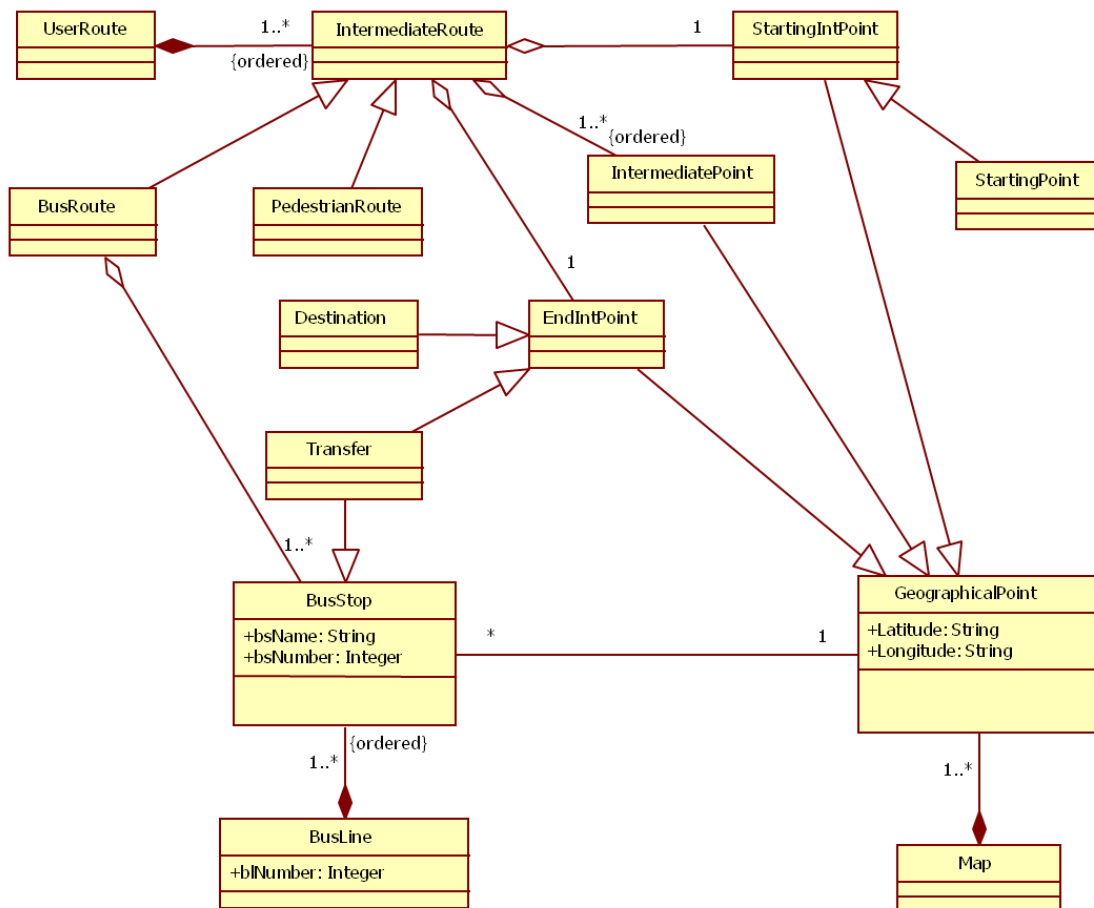 UserRoute
1..*
{ordered}
IntermediateRoute
1
StartingIntPoint
1..*
{ordered}
IntermediatePoint
StartingPoint
BusRoute
PedestrianRoute
1
Destination
EndIntPoint
Transfer
1..*
BusStop
+bsName: String
+bsNumber: Integer
*
1
GeographicalPoint
+Latitude: String
+Longitude: String
{ordered}
1..*
1..*
BusLine
+blNumber: Integer
Map